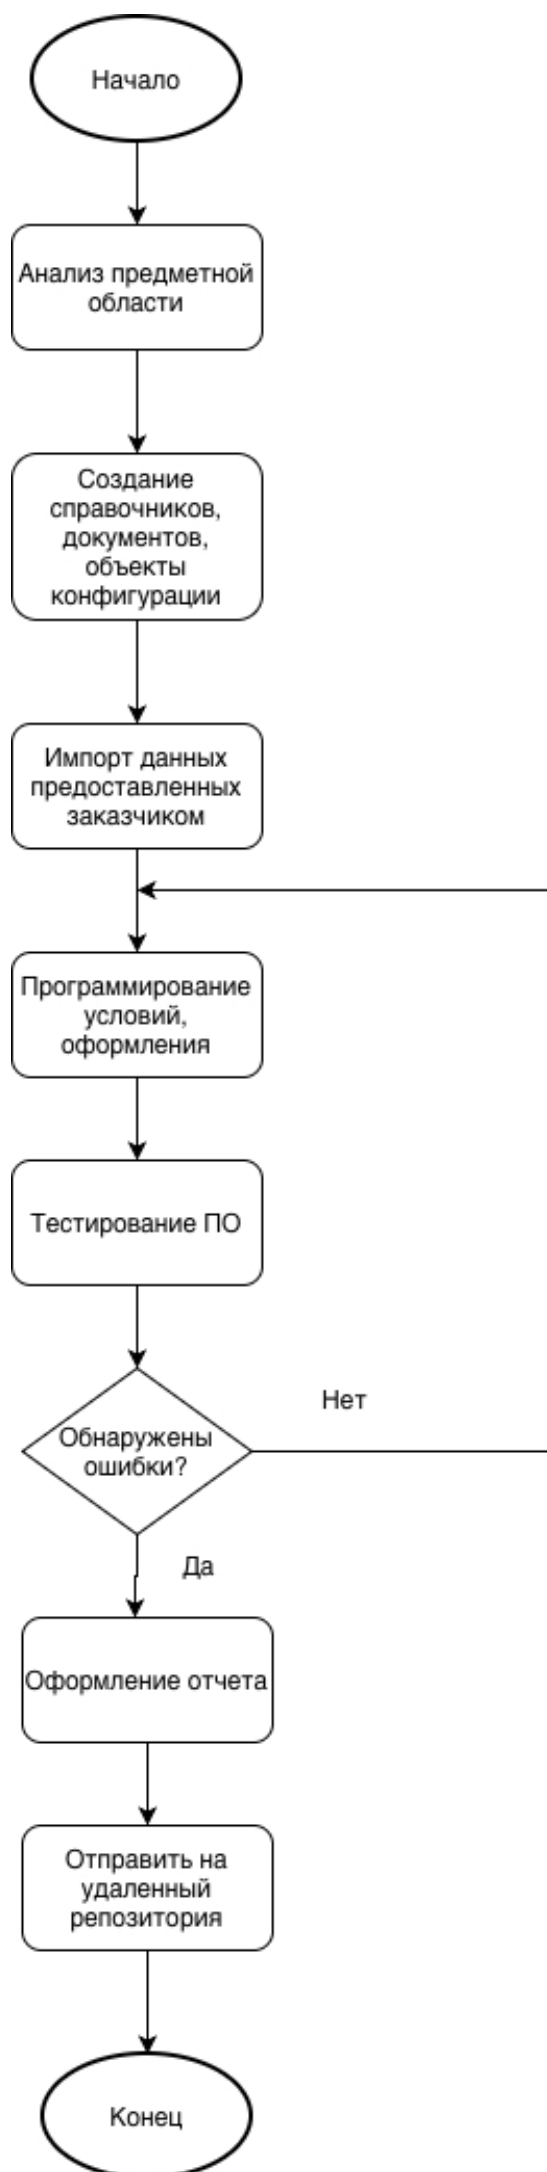 Начало
Анализ предметной
области
Создание
справочников,
документов,
объекты
конфигурации
Импорт данных
предоставленных
заказчиком
Программирование
условий,
оформления
Тестирование ПО
Нет
Обнаружены
ошибки?
Да
Оформление отчета
Отправить на
удаленный
репозитория
Конец